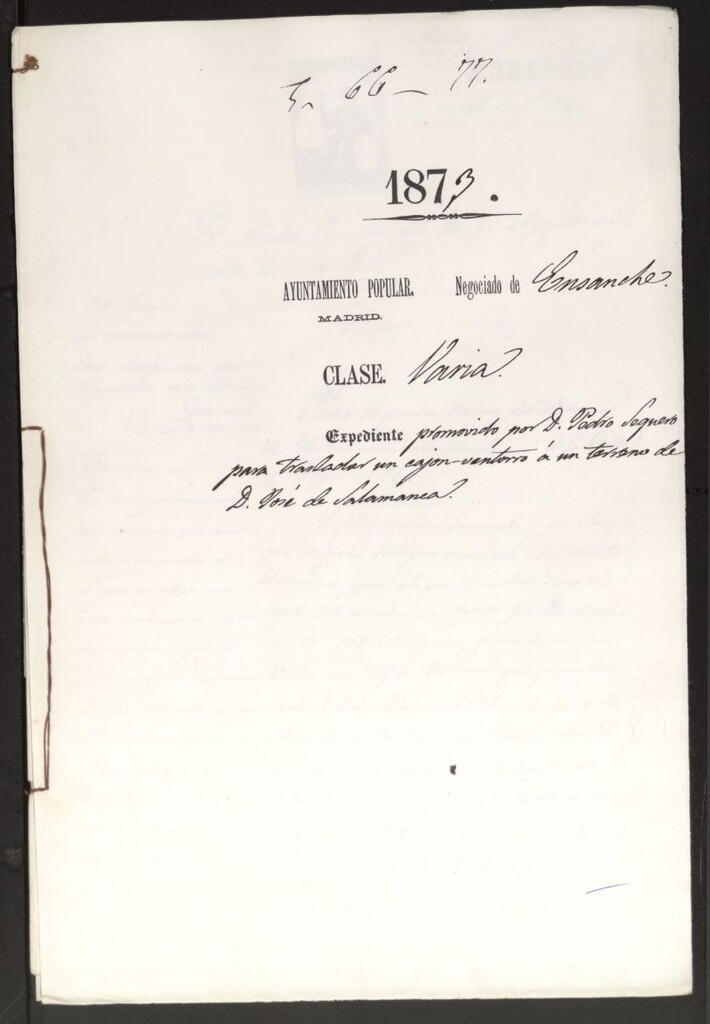 5- 66 - 77.
1873.
AYUNTAMIENTO POPULAR. Negociado de Ensanche.
MADRID.
CLASE. Varia.
Expediente promovido por D. Pedro Seguero
para trasladar un cajon-ventorro á un terreno de
D. José de Salamanca.